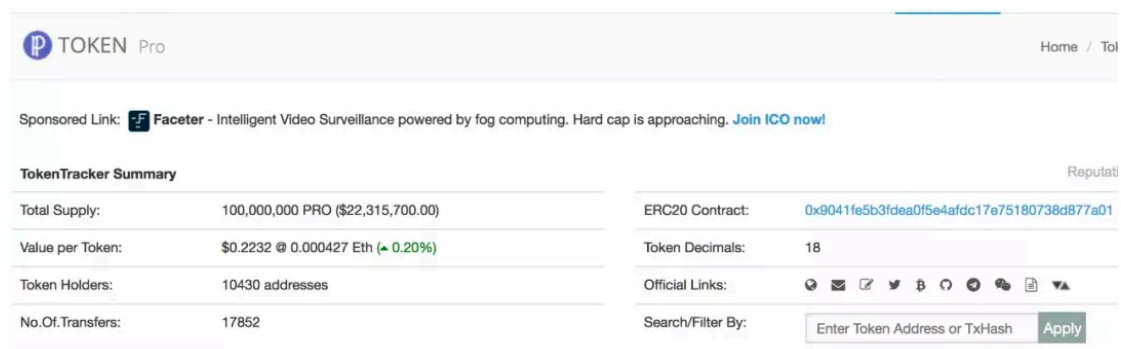 TOKEN Pro
Home / Tol
Sponsored Link: Faceter - Intelligent Video Surveillance powered by fog computing. Hard cap is approaching. Join ICO now!
TokenTracker Summary
Reputati
Total Supply: 100,000,000 PRO ($22,315,700.00)
ERC20 Contract: 0x9041fe5b3fdea0f5e4afdc17e75180738d877a01
Value per Token: $0.2232 @ 0.000427 Eth (▲ 0.20%)
Token Decimals: 18
Token Holders: 10430 addresses
Official Links:
No.Of.Transfers: 17852
Search/Filter By: Enter Token Address or TxHash Apply